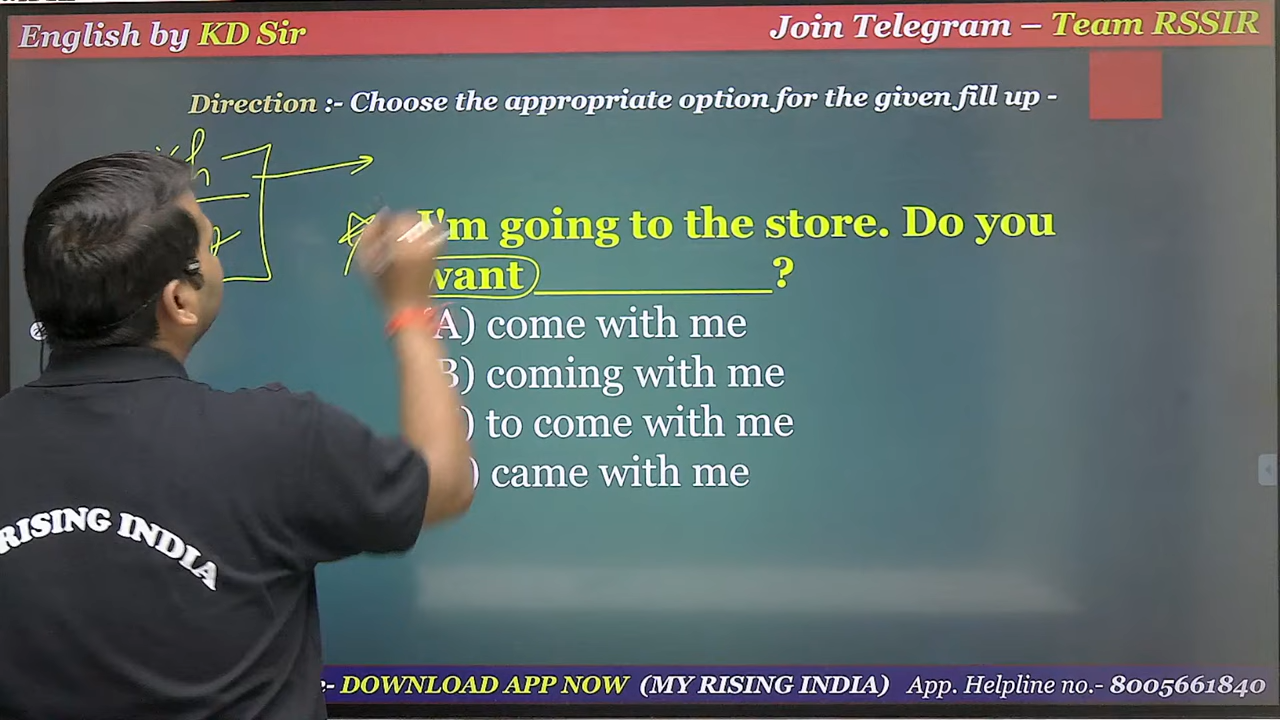 English by KD Sir
Join Telegram – Team RSSIR
Direction :- Choose the appropriate option for the given fill up -
I'm going to the store. Do you
want ____________?
(A) come with me
B) coming with me
) to come with me
) came with me
RISING INDIA
:- DOWNLOAD APP NOW (MY RISING INDIA) App. Helpline no.- 8005661840